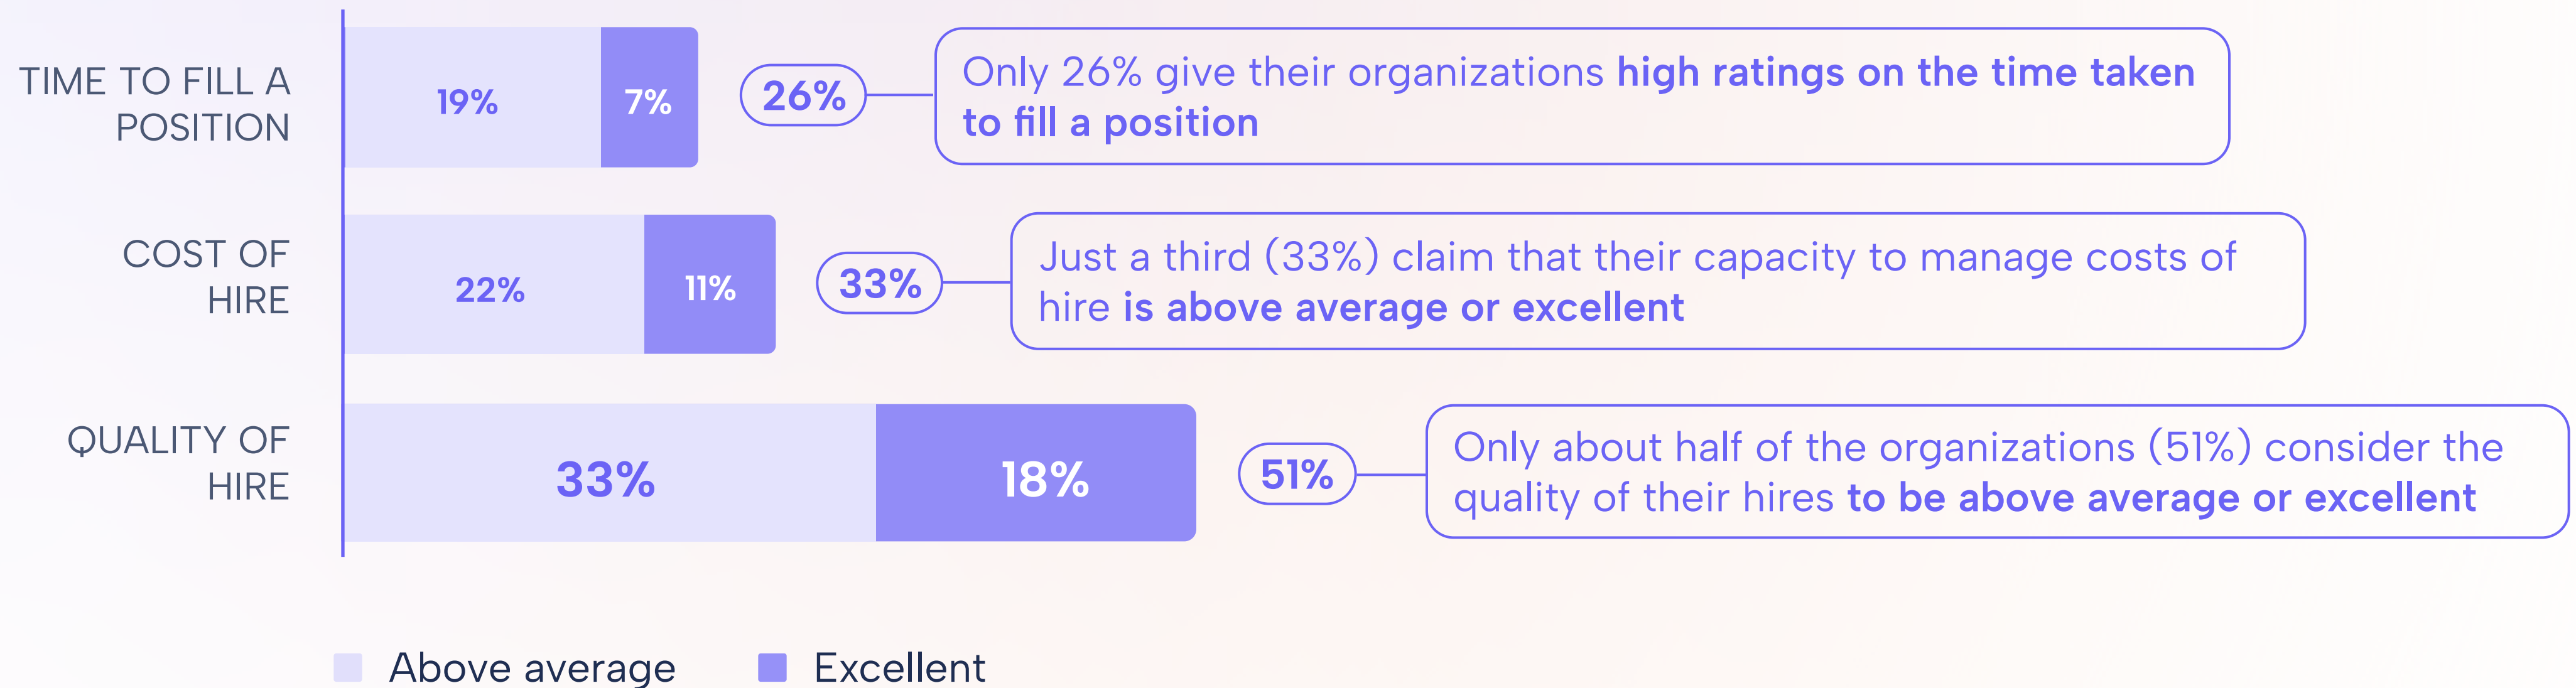 TIME TO FILL A
POSITION
19%
7%
26%
Only 26% give their organizations high ratings on the time taken
to fill a position
COST OF
HIRE
22%
11%
33%
Just a third (33%) claim that their capacity to manage costs of
hire is above average or excellent
QUALITY OF
HIRE
33%
18%
51%
Only about half of the organizations (51%) consider the
quality of their hires to be above average or excellent
Above average
Excellent